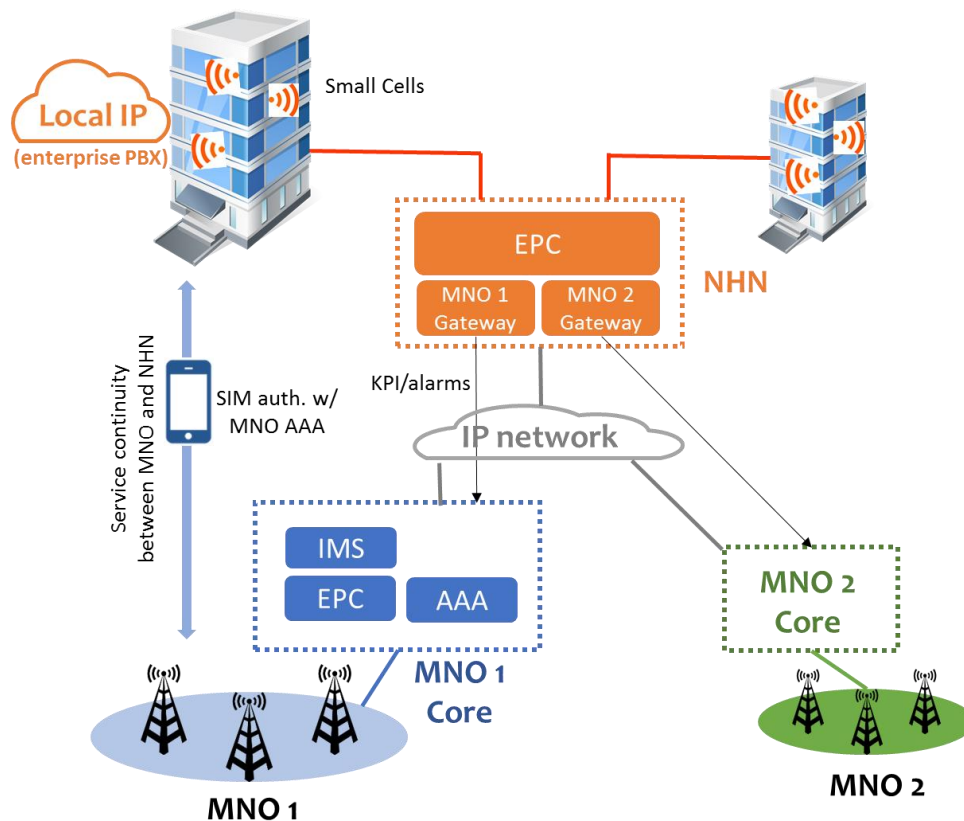 Small Cells
Local IP
(enterprise PBX)
EPC
NHN
MNO 1
Gateway
MNO 2
Gateway
KPI/alarms
Service continuity
between MNO and NHN
SIM auth. w/
MNO AAA
IP network
IMS
EPC
AAA
MNO 1
Core
MNO 2
Core
MNO 1
MNO 2